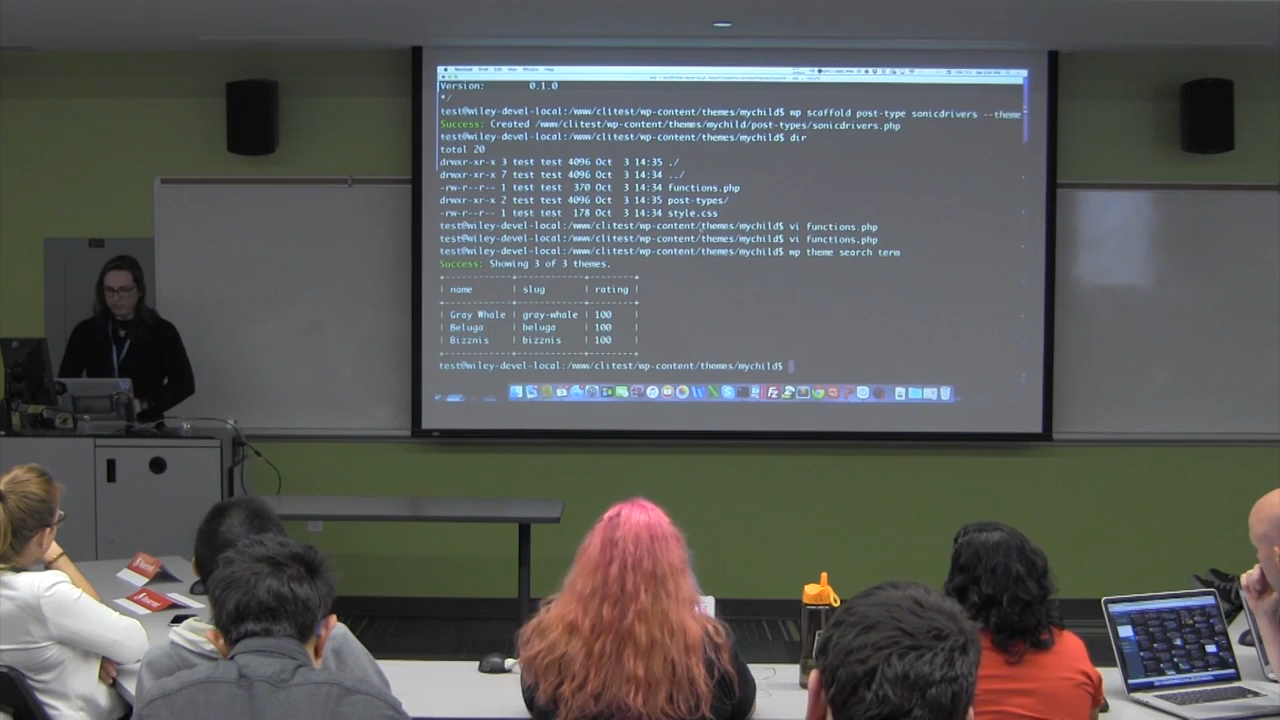 Terminal Shell Edit View Window Help
Version: 0.1.0
*/
test@wiley-devel-local:/www/clitest/wp-content/themes/mychild$ wp scaffold post-type sonicdrivers --theme
Success: Created /www/clitest/wp-content/themes/mychild/post-types/sonicdrivers.php
test@wiley-devel-local:/www/clitest/wp-content/themes/mychild$ dir
total 20
drwxr-xr-x 3 test test 4096 Oct 3 14:35 ./
drwxr-xr-x 7 test test 4096 Oct 3 14:34 ../
-rw-r--r-- 1 test test 370 Oct 3 14:34 functions.php
drwxr-xr-x 2 test test 4096 Oct 3 14:35 post-types/
-rw-r--r-- 1 test test 178 Oct 3 14:34 style.css
test@wiley-devel-local:/www/clitest/wp-content/themes/mychild$ vi functions.php
test@wiley-devel-local:/www/clitest/wp-content/themes/mychild$ vi functions.php
test@wiley-devel-local:/www/clitest/wp-content/themes/mychild$ wp theme search term
Success: Showing 3 of 3 themes.
| name | slug | rating |
| Gray Whale | gray-whale | 100 |
| Beluga | beluga | 100 |
| Bizznis | bizznis | 100 |
test@wiley-devel-local:/www/clitest/wp-content/themes/mychild$